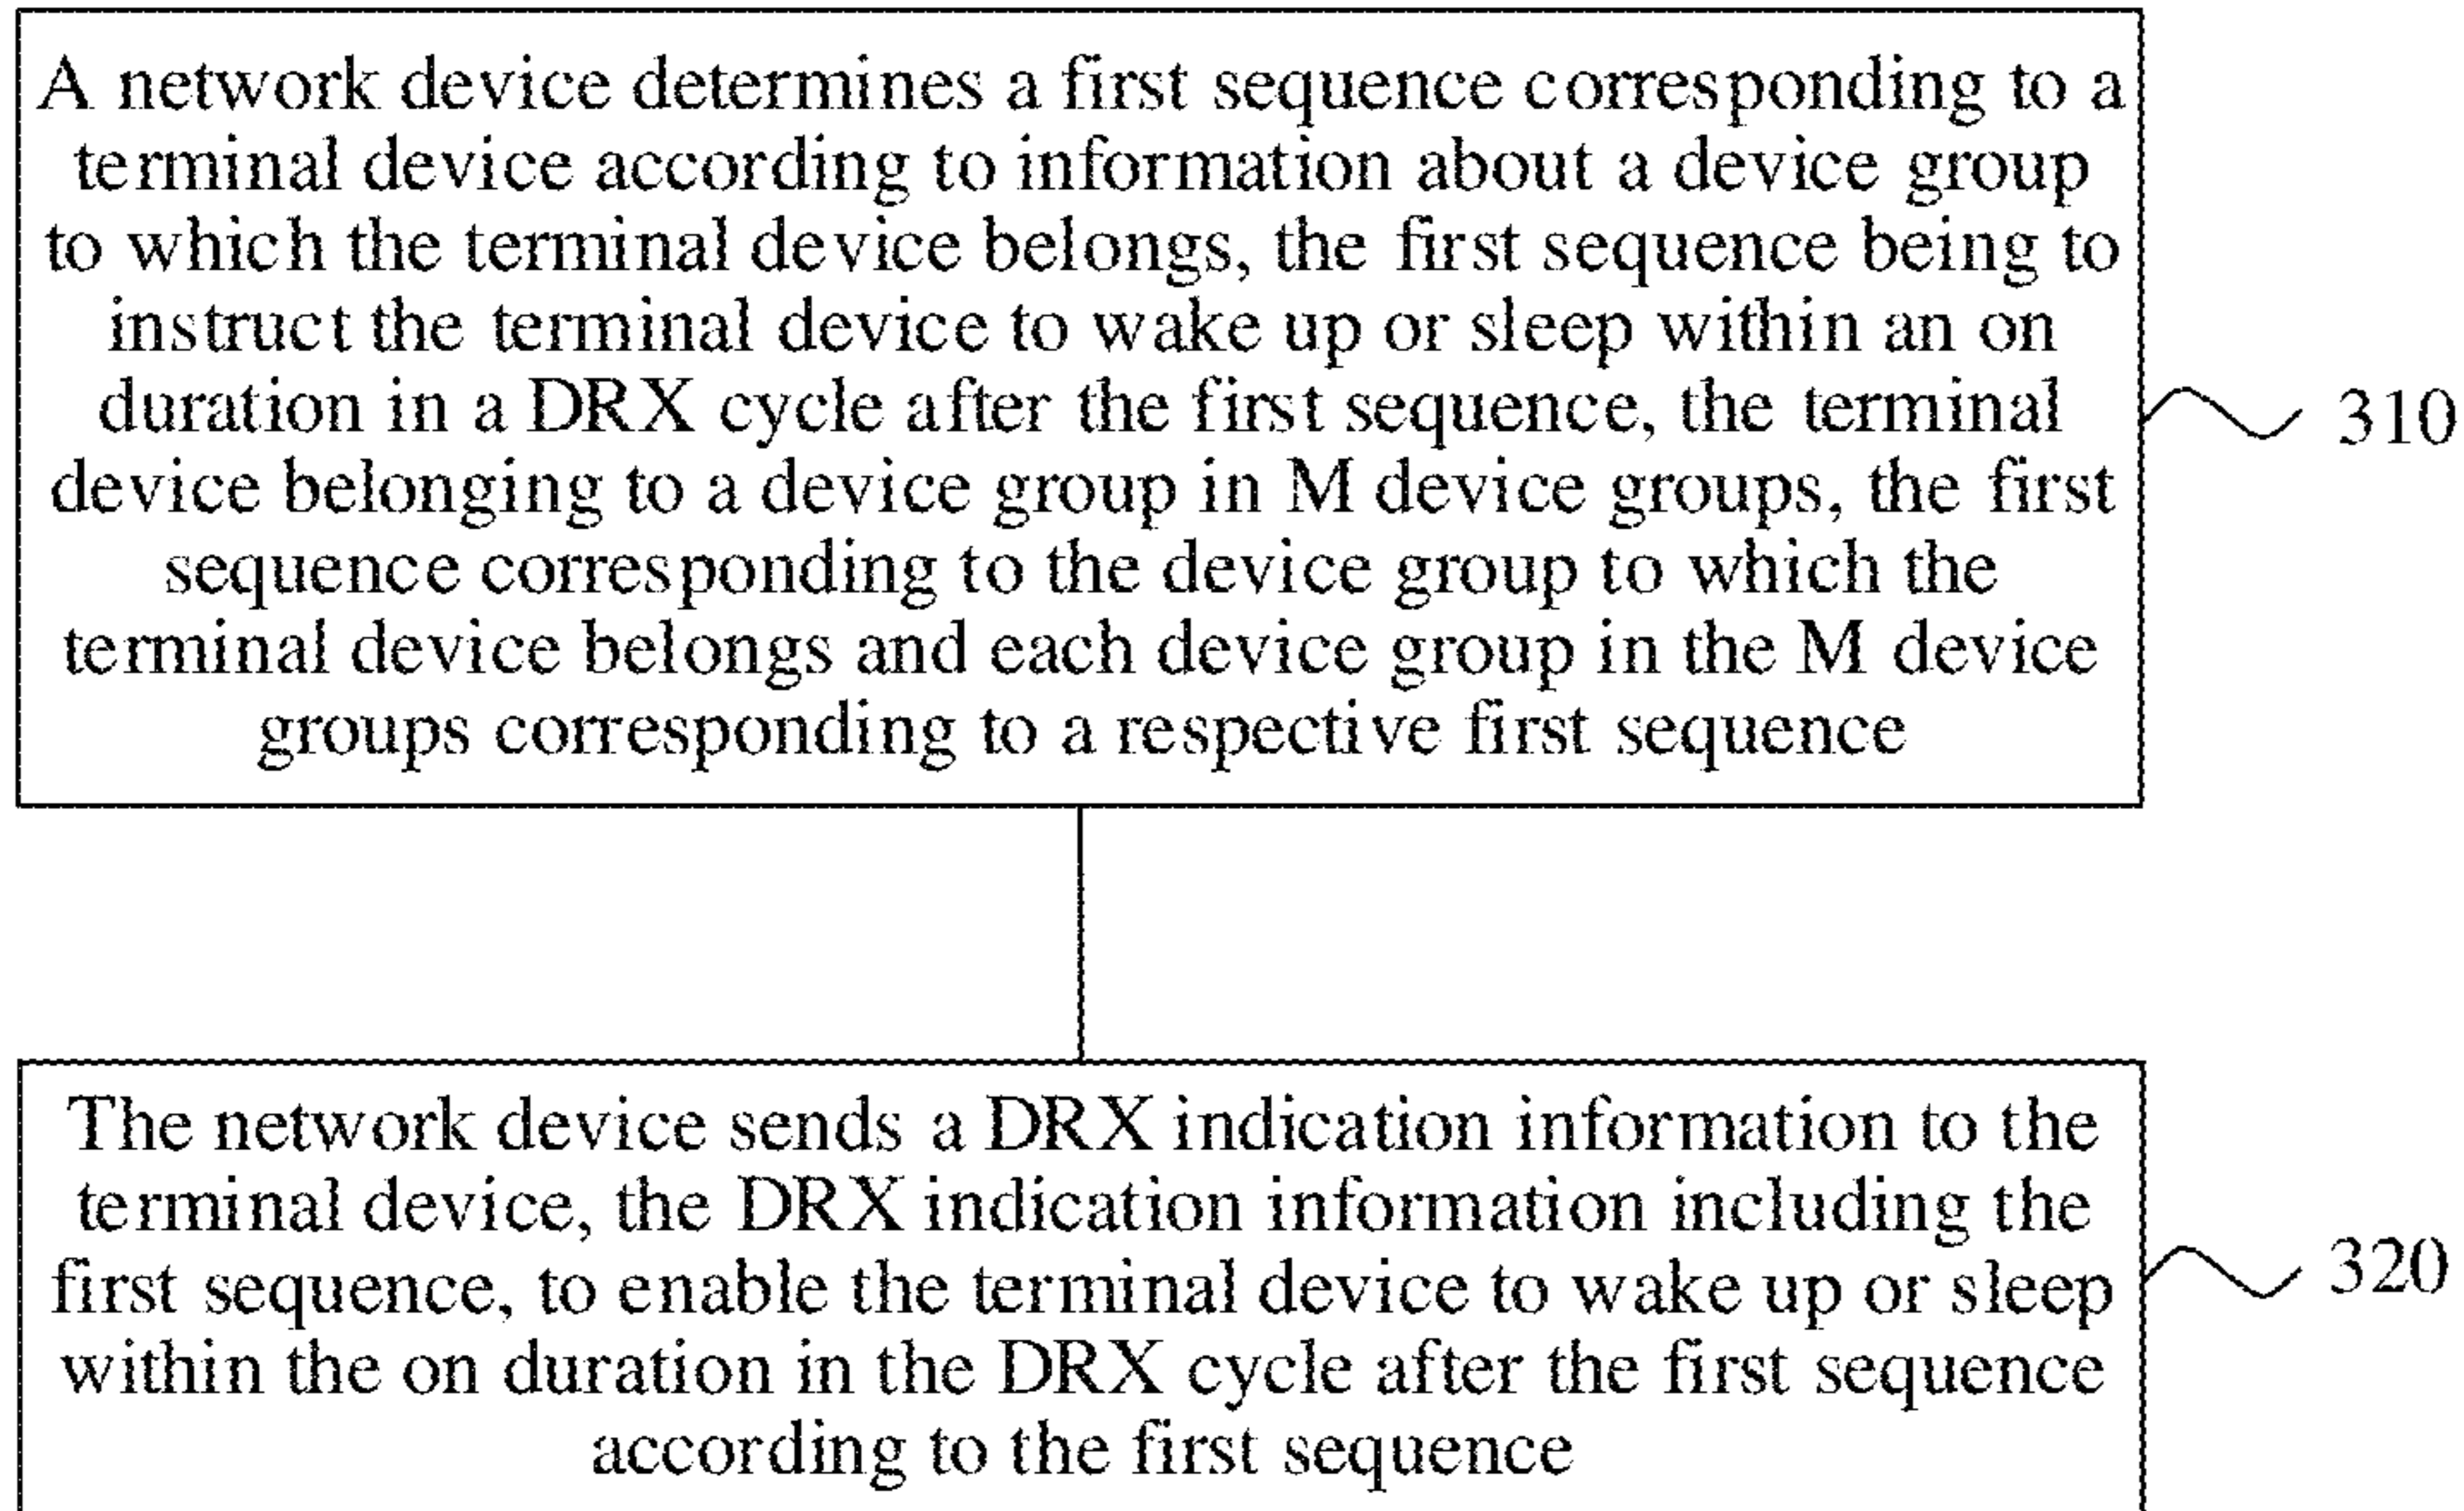 A network device determines a first sequence corresponding to a
terminal device according to information about a device group
to which the terminal device belongs, the first sequence being to
instruct the terminal device to wake up or sleep within an on
duration in a DRX cycle after the first sequence, the terminal
device belonging to a device group in M device groups, the first
sequence corresponding to the device group to which the
terminal device belongs and each device group in the M device
groups corresponding to a respective first sequence
310
The network device sends a DRX indication information to the
terminal device, the DRX indication information including the
first sequence, to enable the terminal device to wake up or sleep
within the on duration in the DRX cycle after the first sequence
according to the first sequence
320